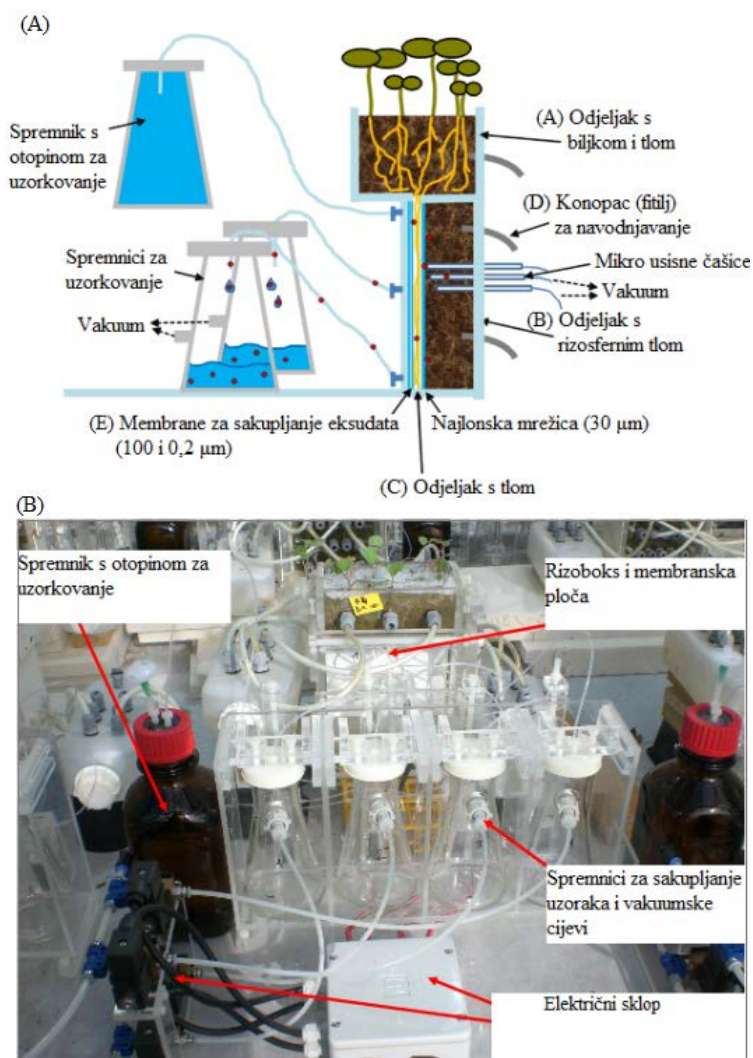 (A)
Spremnik s
otopinom za
uzorkovanje
Spremnici za
uzorkovanje
Vakuum
(A) Odjeljak s
biljkom i tlom
(D) Konopac (fitilj)
za navodnjavanje
Mikro usisne čašice
Vakuum
(B) Odjeljak s
rizosfernim tlom
(E) Membrane za sakupljanje eksudata
(100 i 0,2 µm)
Najlonska mrežica (30 µm)
(C) Odjeljak s tlom
(B)
Spremnik s otopinom za
uzorkovanje
Rizoboks i membranska
ploča
Spremnici za sakupljanje
uzoraka i vakuumske
cijevi
Električni sklop